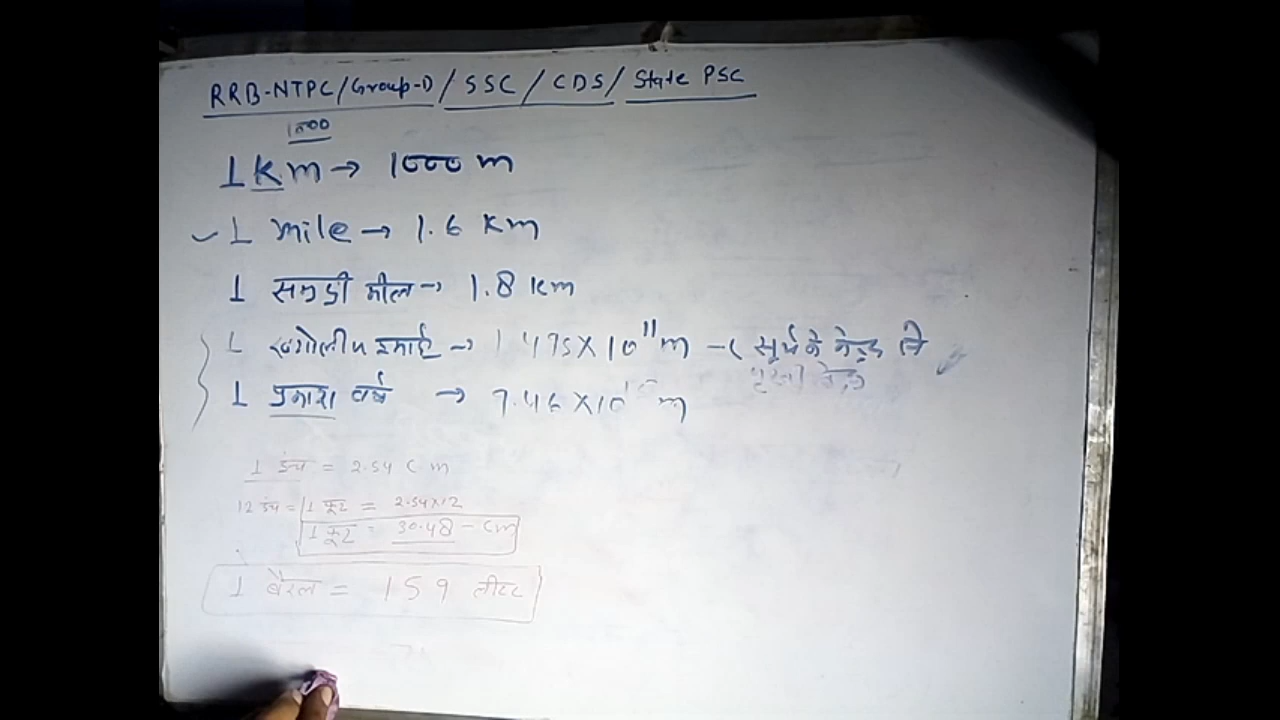 RRB-NTPC/Group-D/SSC/CDS/State PSC
1000
1 Km → 1000 m
1 mile → 1.6 Km
1 समुद्री मील → 1.8 Km
1 खगोलीय इकाई → 1.495×10¹¹ m → सूर्य के केन्द्र से
पृथ्वी केन्द्र
1 प्रकाश वर्ष → 9.46×10 m
1 इंच = 2.54 cm
12 इंच = 1 फूट = 2.54×12
1 फूट = 30.48 - cm
1 बैरल = 159 लीटर